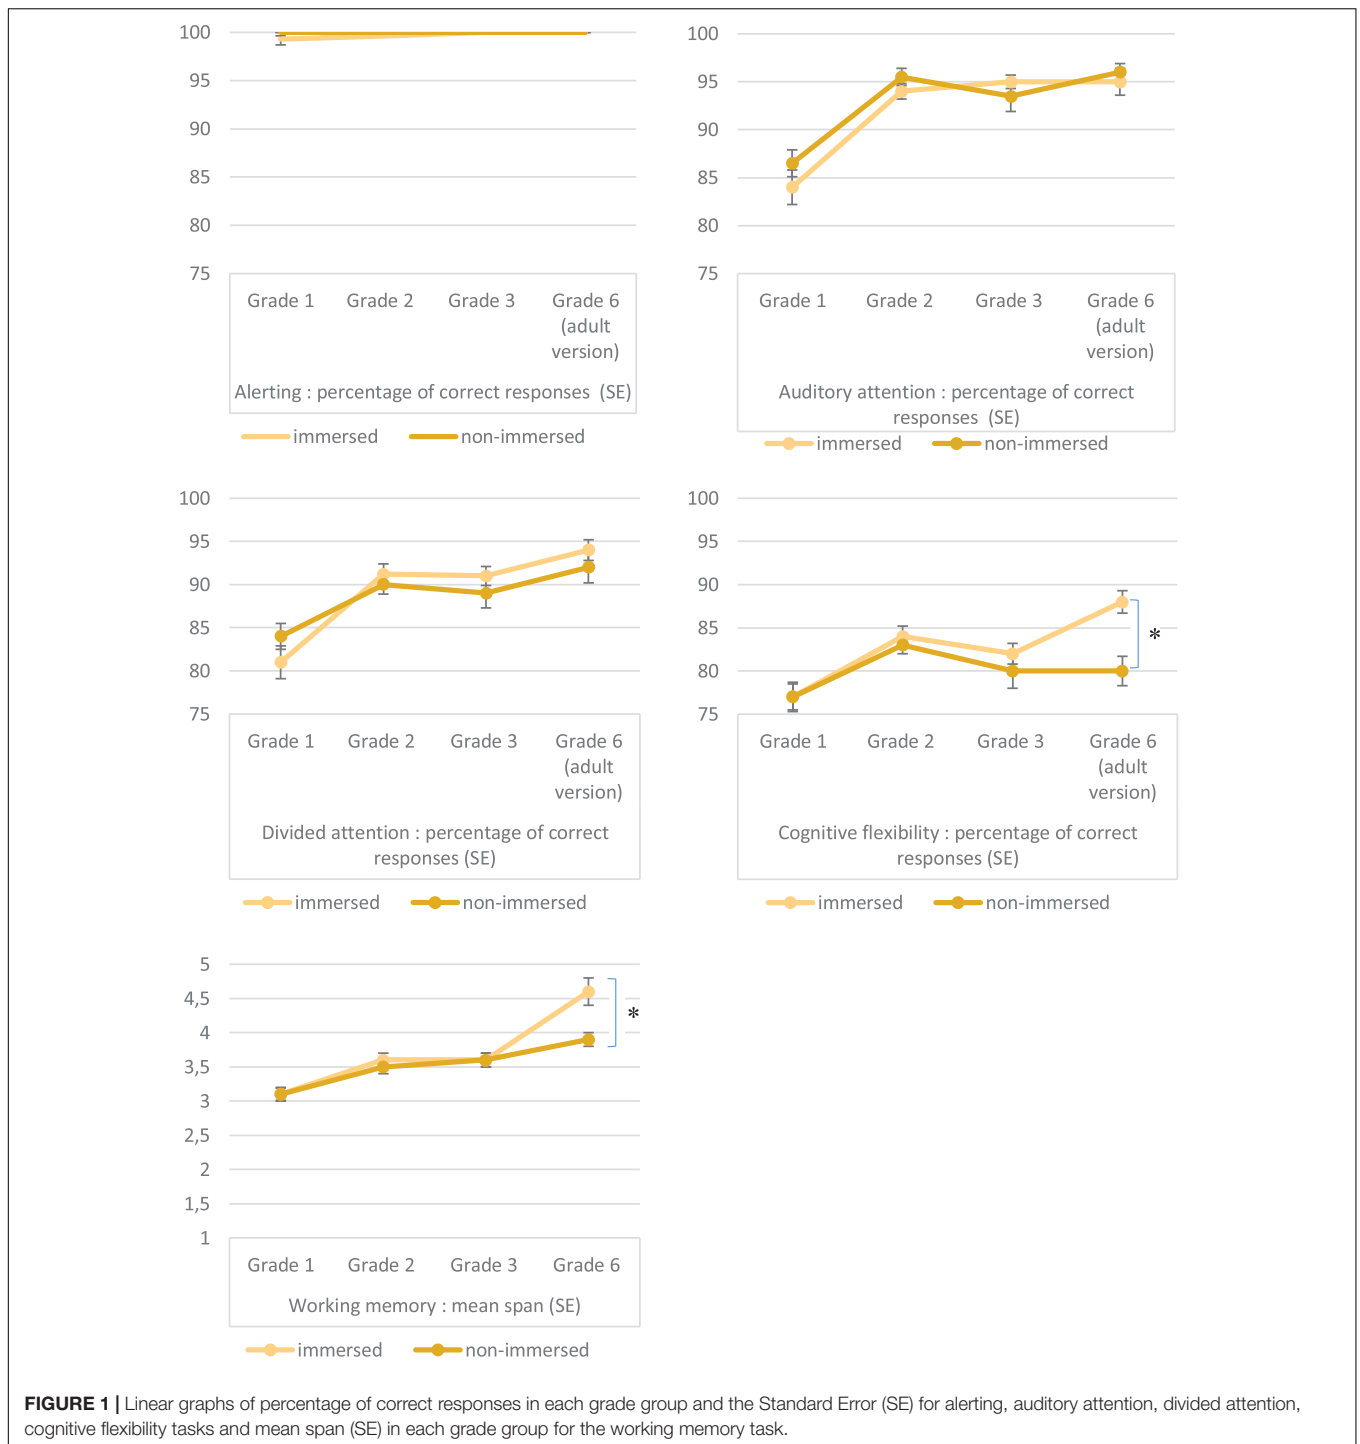 100
95
90
85
80
75
Grade 1 Grade 2 Grade 3 Grade 6
(adult
version)
Alerting : percentage of correct responses (SE)
immersed non-immersed
100
95
90
85
80
75
Grade 1 Grade 2 Grade 3 Grade 6
(adult
version)
Auditory attention : percentage of correct
responses (SE)
immersed non-immersed
100
95
90
85
80
75
Grade 1 Grade 2 Grade 3 Grade 6
(adult
version)
Divided attention : percentage of correct
responses (SE)
immersed non-immersed
100
95
90
85
80
75
*
Grade 1 Grade 2 Grade 3 Grade 6
(adult
version)
Cognitive flexibility : percentage of correct
responses (SE)
immersed non-immersed
5
4,5
4
3,5
3
2,5
2
1,5
1
*
Grade 1 Grade 2 Grade 3 Grade 6
Working memory : mean span (SE)
immersed non-immersed
FIGURE 1 | Linear graphs of percentage of correct responses in each grade group and the Standard Error (SE) for alerting, auditory attention, divided attention,
cognitive flexibility tasks and mean span (SE) in each grade group for the working memory task.